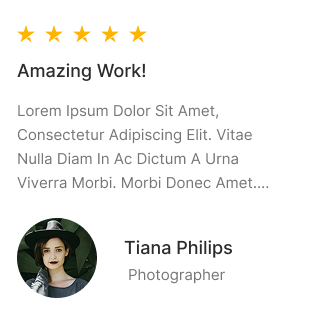 Amazing Work!
Lorem Ipsum Dolor Sit Amet,
Consectetur Adipiscing Elit. Vitae
Nulla Diam In Ac Dictum A Urna
Viverra Morbi. Morbi Donec Amet....
Tiana Philips
Photographer